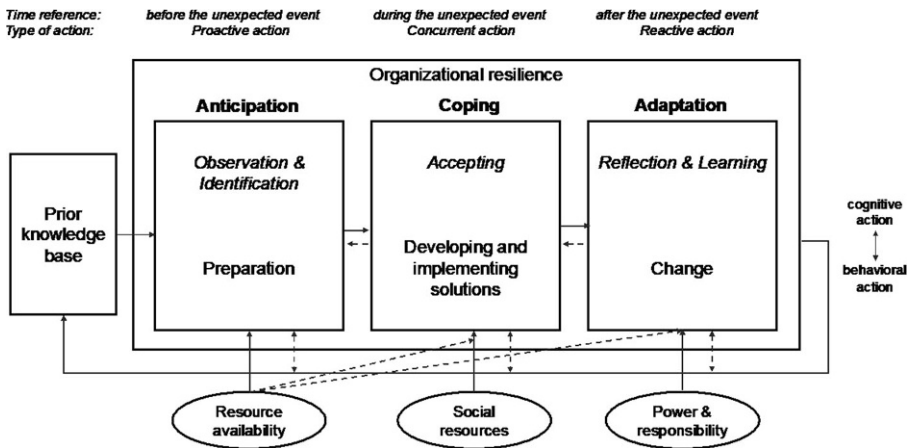 Time reference: before the unexpected event during the unexpected event after the unexpected event
Type of action: Proactive action Concurrent action Reactive action
Organizational resilience
Anticipation Coping Adaptation
Observation &
Identification
Accepting
Reflection & Learning
Prior
knowledge
base
Preparation
Developing and
implementing
solutions
Change
cognitive
action
behavioral
action
Resource
availability
Social
resources
Power &
responsibility